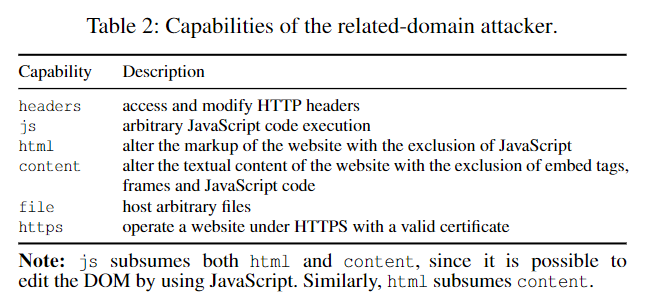 Table 2: Capabilities of the related-domain attacker.
Capability Description
headers access and modify HTTP headers
js arbitrary JavaScript code execution
html alter the markup of the website with the exclusion of JavaScript
content alter the textual content of the website with the exclusion of embed tags,
frames and JavaScript code
file host arbitrary files
https operate a website under HTTPS with a valid certificate
Note: js subsumes both html and content, since it is possible to
edit the DOM by using JavaScript. Similarly, html subsumes content.